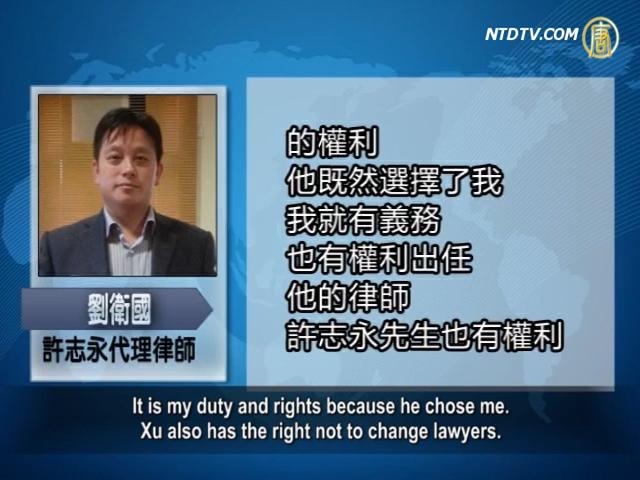 NTDTV.COM
唐
的權利
他既然選擇了我
我就有義務
也有權利出任
他的律師
許志永先生也有權利
劉衛國
許志永代理律師
It is my duty and rights because he chose me.
Xu also has the right not to change lawyers.